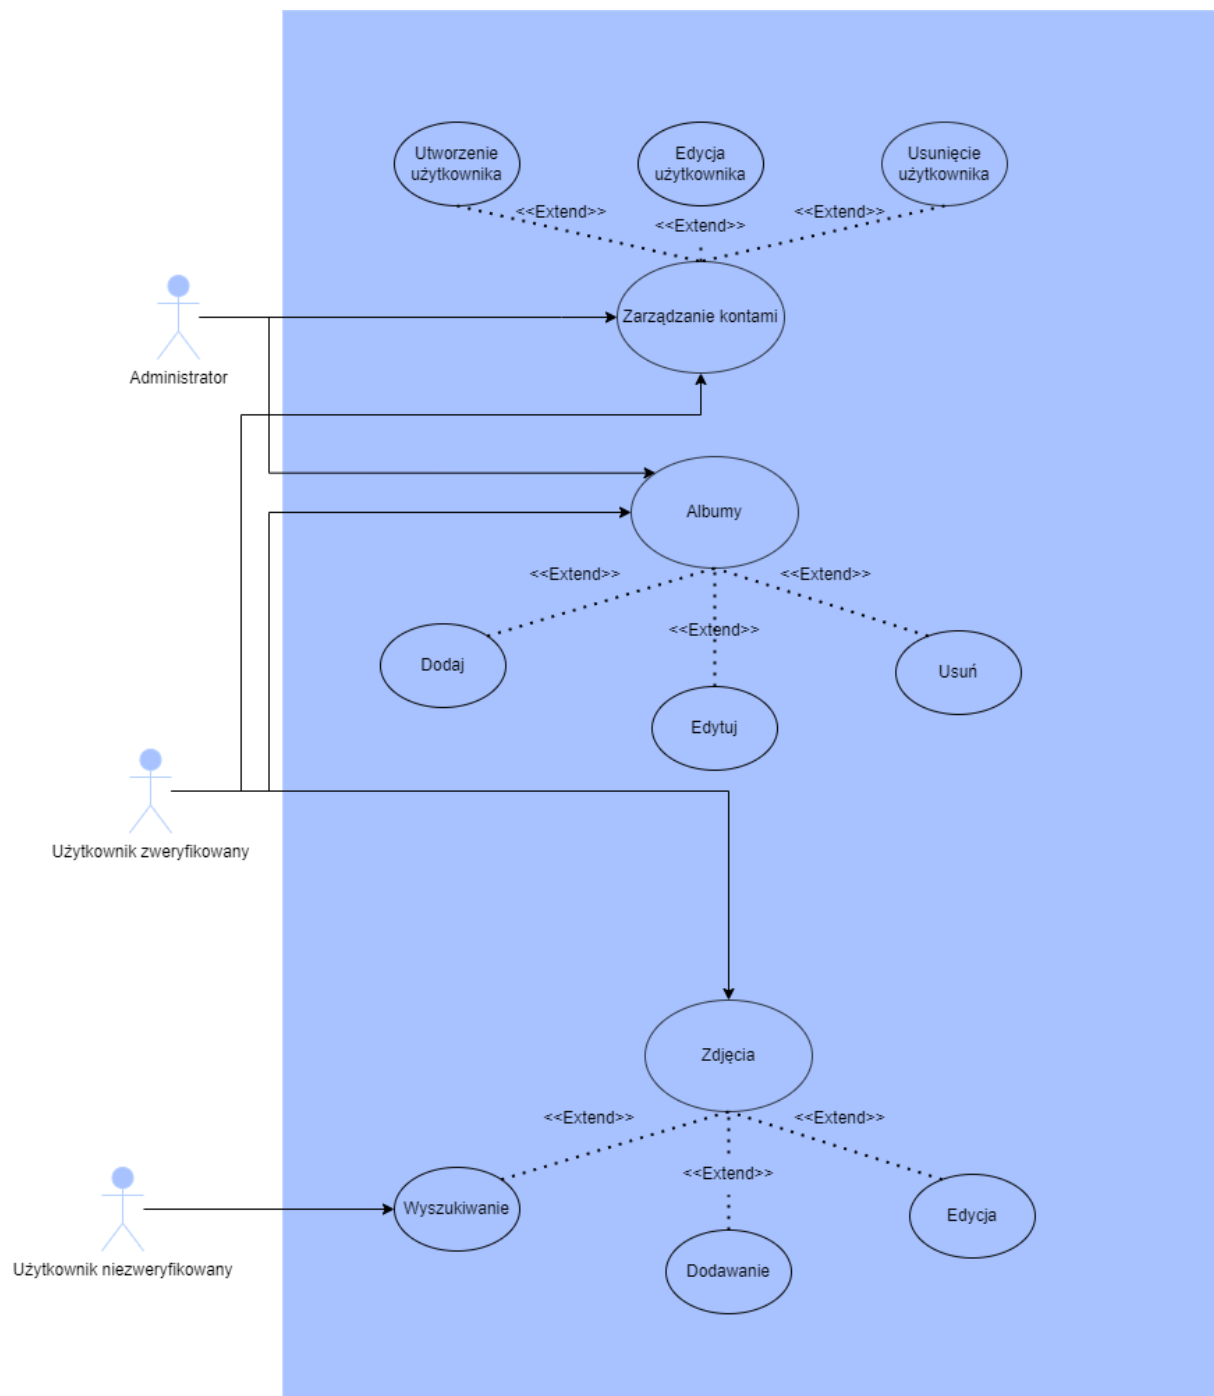 Utworzenie
użytkownika
Edycja
użytkownika
Usunięcie
użytkownika
<<Extend>>
<<Extend>>
<<Extend>>
Zarządzanie kontami
Administrator
Albumy
<<Extend>>
<<Extend>>
<<Extend>>
Dodaj
Usuń
Edytuj
Użytkownik zweryfikowany
Zdjęcia
<<Extend>>
<<Extend>>
<<Extend>>
Wyszukiwanie
Edycja
Dodawanie
Użytkownik niezweryfikowany